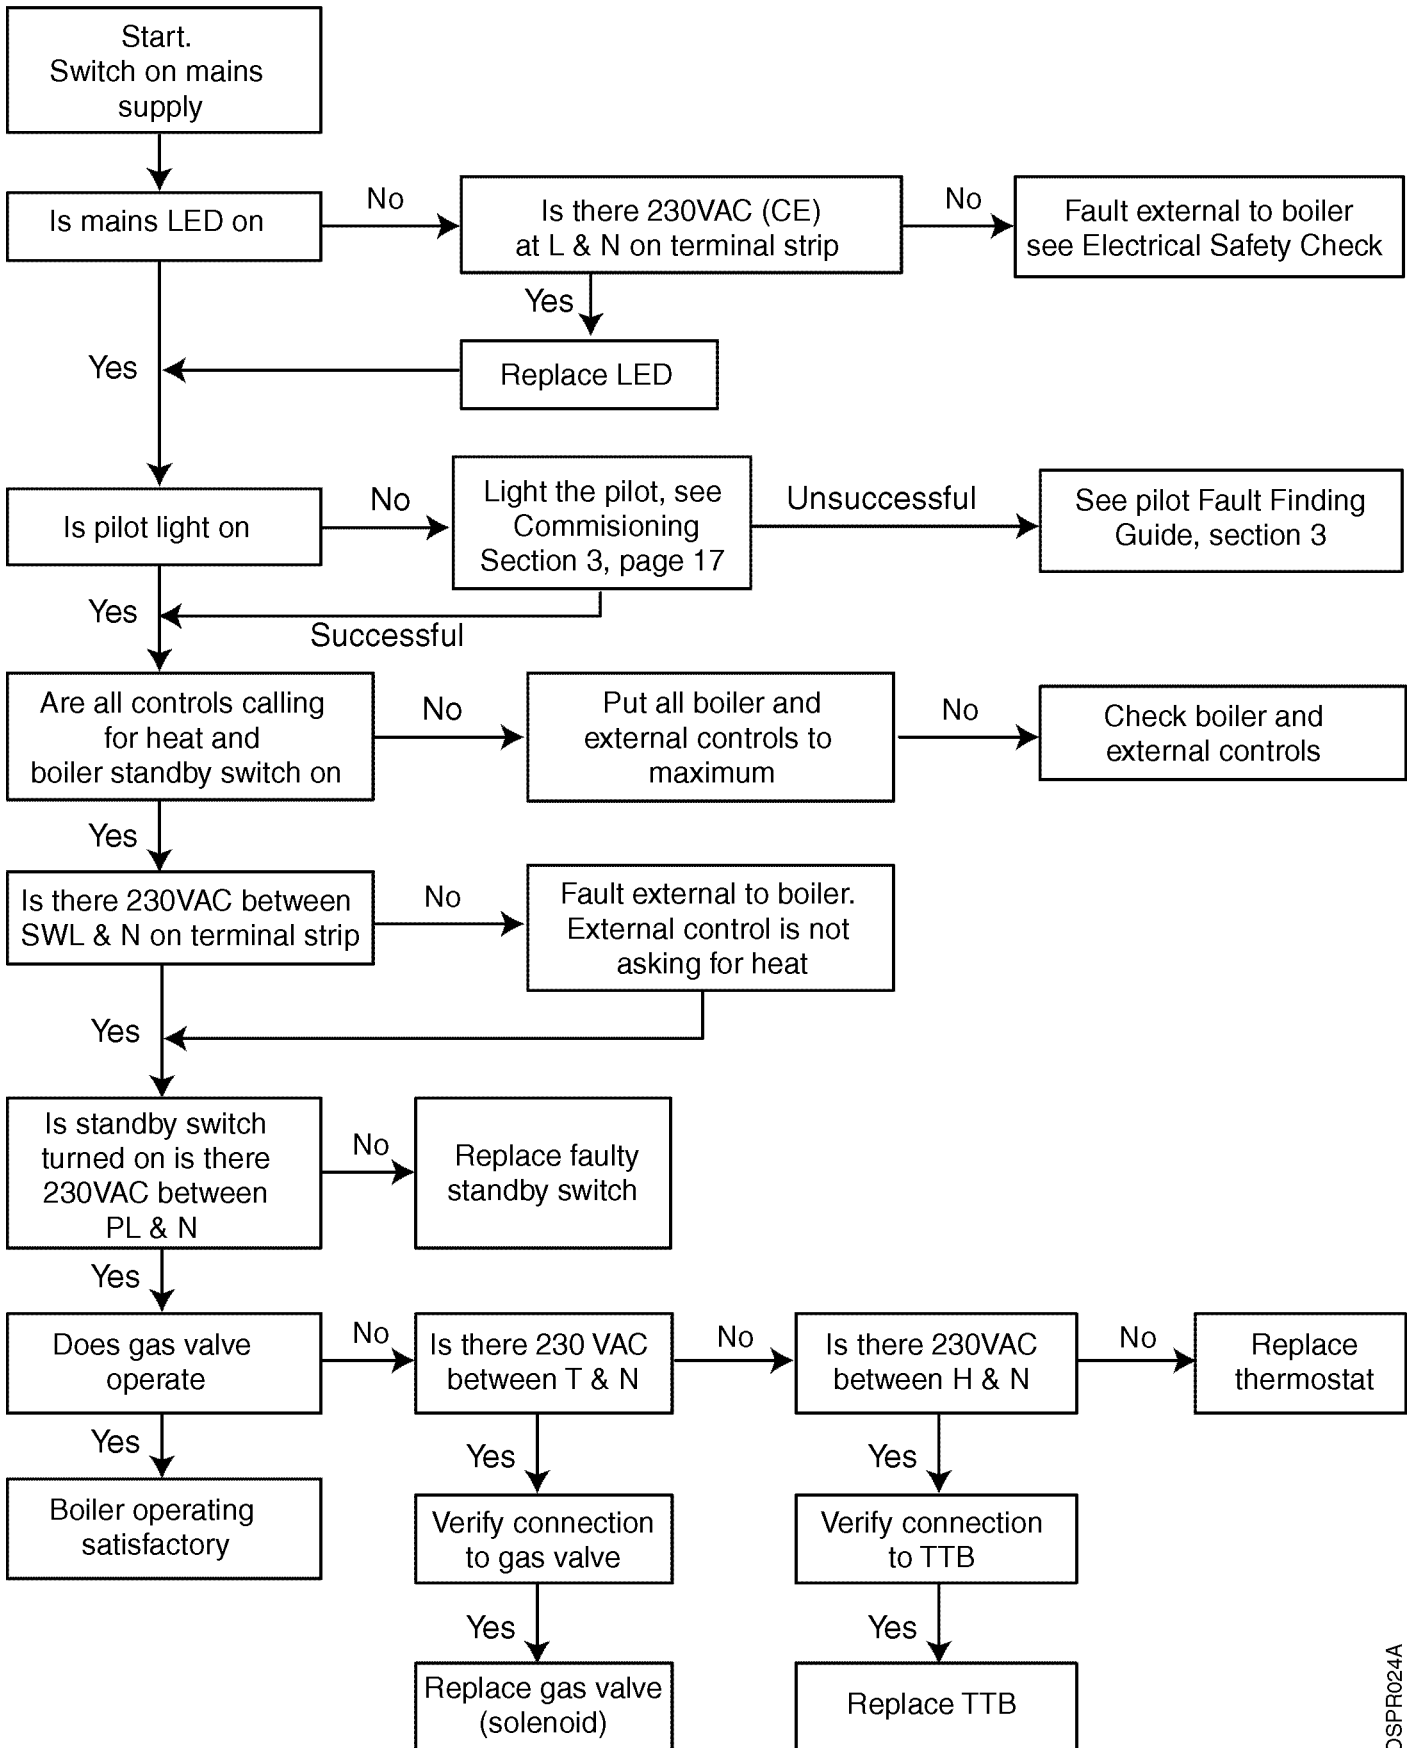 Start.
Switch on mains
supply
Is mains LED on
No
Is there 230VAC (CE)
at L & N on terminal strip
No
Fault external to boiler
see Electrical Safety Check
Yes
Replace LED
Yes
Is pilot light on
No
Light the pilot, see
Commisioning
Section 3, page 17
Unsuccessful
See pilot Fault Finding
Guide, section 3
Yes
Successful
Are all controls calling
for heat and
boiler standby switch on
No
Put all boiler and
external controls to
maximum
No
Check boiler and
external controls
Yes
Is there 230VAC between
SWL & N on terminal strip
No
Fault external to boiler.
External control is not
asking for heat
Yes
Is standby switch
turned on is there
230VAC between
PL & N
No
Replace faulty
standby switch
Yes
Does gas valve
operate
No
Is there 230 VAC
between T & N
No
Is there 230VAC
between H & N
No
Replace
thermostat
Yes
Boiler operating
satisfactory
Yes
Verify connection
to gas valve
Yes
Replace gas valve
(solenoid)
Yes
Verify connection
to TTB
Yes
Replace TTB
DSPR024A